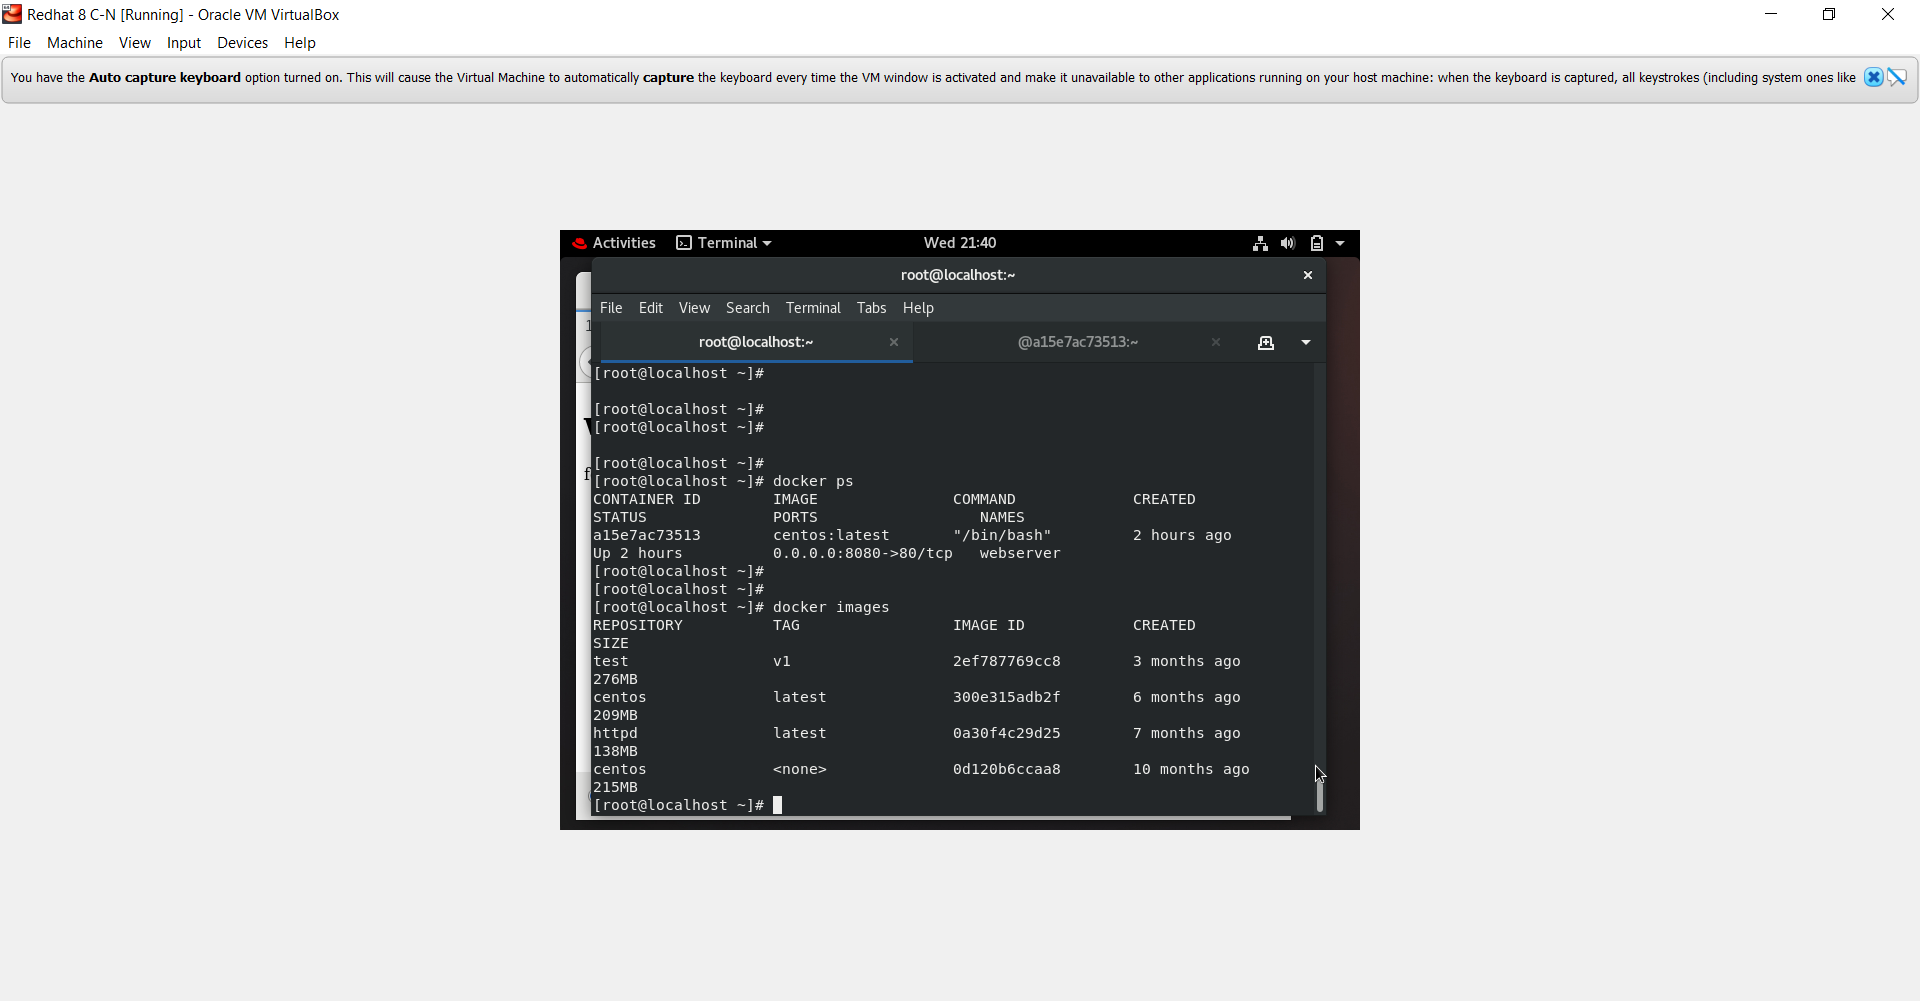 Redhat 8 C-N [Running] - Oracle VM VirtualBox
File Machine View Input Devices Help
You have the Auto capture keyboard option turned on. This will cause the Virtual Machine to automatically capture the keyboard every time the VM window is activated and make it unavailable to other applications running on your host machine: when the keyboard is captured, all keystrokes (including system ones like
Activities Terminal Wed 21:40
root@localhost:~
File Edit View Search Terminal Tabs Help
root@localhost:~ @a15e7ac73513:~
[root@localhost ~]#
[root@localhost ~]#
[root@localhost ~]#
[root@localhost ~]#
[root@localhost ~]# docker ps
CONTAINER ID IMAGE COMMAND CREATED
STATUS PORTS NAMES
a15e7ac73513 centos:latest "/bin/bash" 2 hours ago
Up 2 hours 0.0.0.0:8080->80/tcp webserver
[root@localhost ~]#
[root@localhost ~]#
[root@localhost ~]# docker images
REPOSITORY TAG IMAGE ID CREATED
SIZE
test v1 2ef787769cc8 3 months ago
276MB
centos latest 300e315adb2f 6 months ago
209MB
httpd latest 0a30f4c29d25 7 months ago
138MB
centos <none> 0d120b6ccaa8 10 months ago
215MB
[root@localhost ~]#